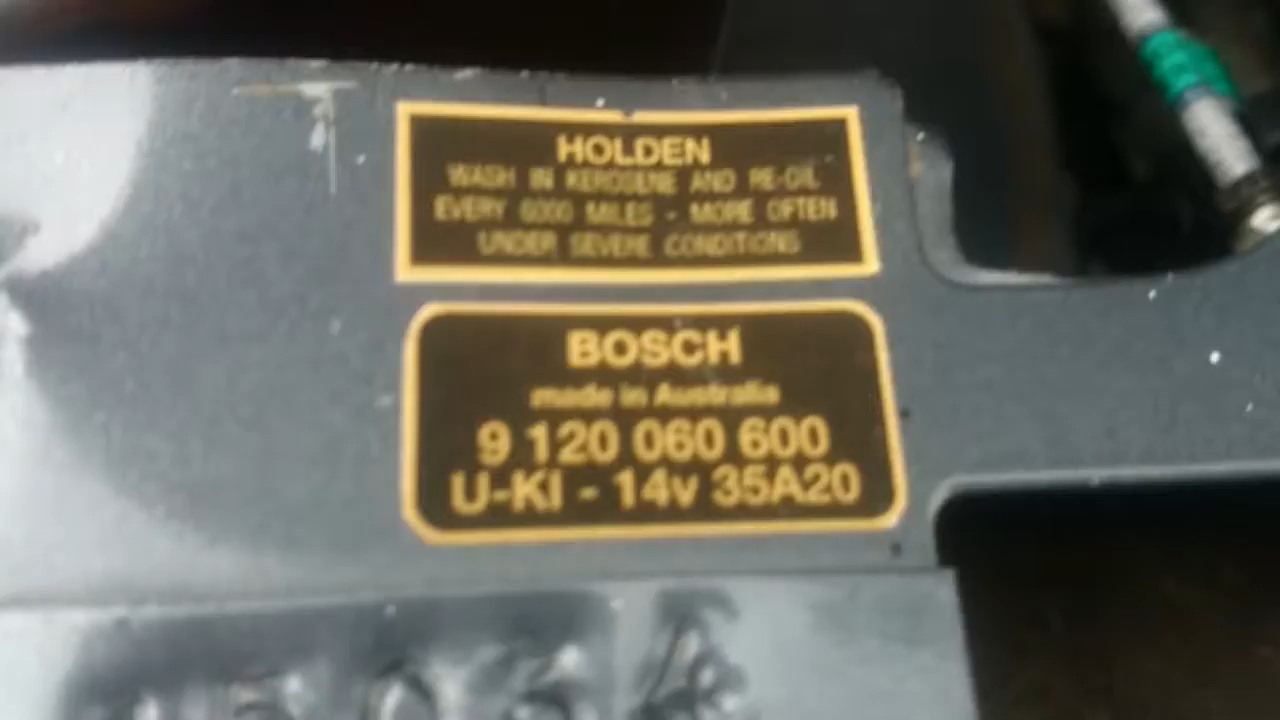 HOLDEN
WASH IN KEROSENE AND RE-OIL
EVERY 6000 MILES - MORE OFTEN
UNDER SEVERE CONDITIONS
BOSCH
made in Australia
9 120 060 600
U-KI - 14v 35A20